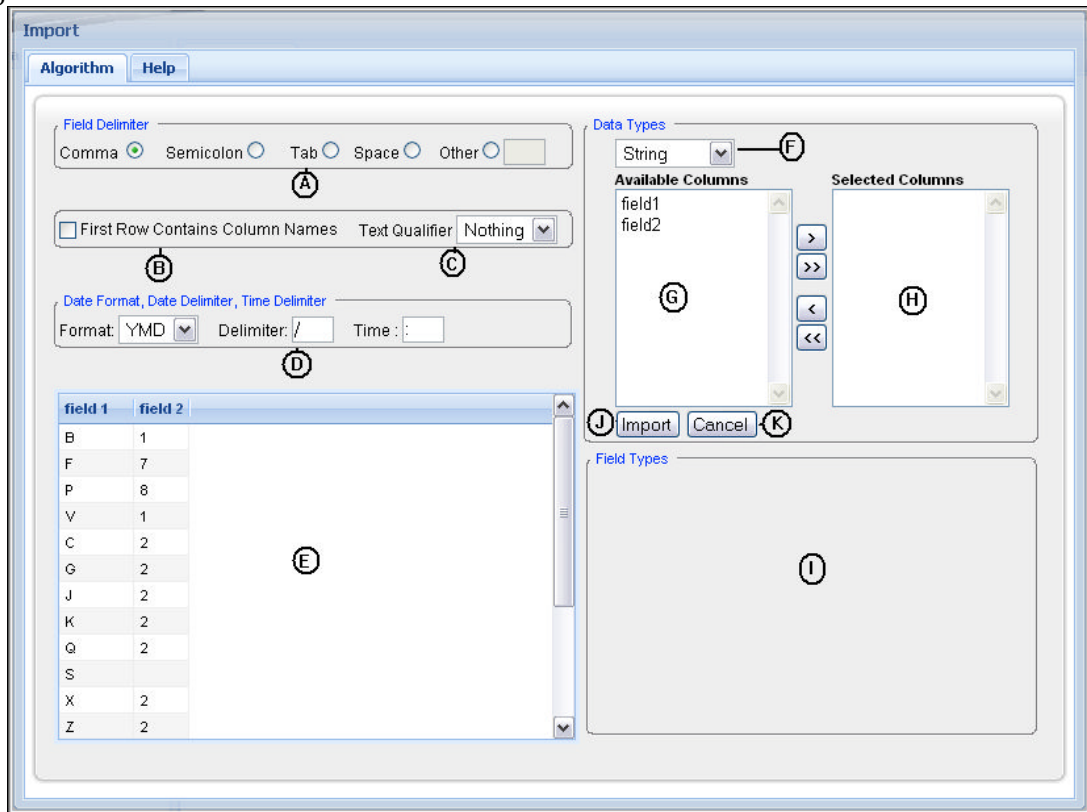 Import
Algorithm Help
Field Delimiter
Comma Semicolon Tab Space Other
A
First Row Contains Column Names Text Qualifier Nothing
B C
Date Format, Date Delimiter, Time Delimiter
Format: YMD Delimiter: / Time : :
D
field 1 field 2
B 1
F 7
P 8
V 1
C 2
G 2
J 2
K 2
Q 2
S
X 2
Z 2
E
Data Types
String F
Available Columns Selected Columns
field1
field2
>
>>
G H
<
<<
J Import Cancel K
Field Types
I